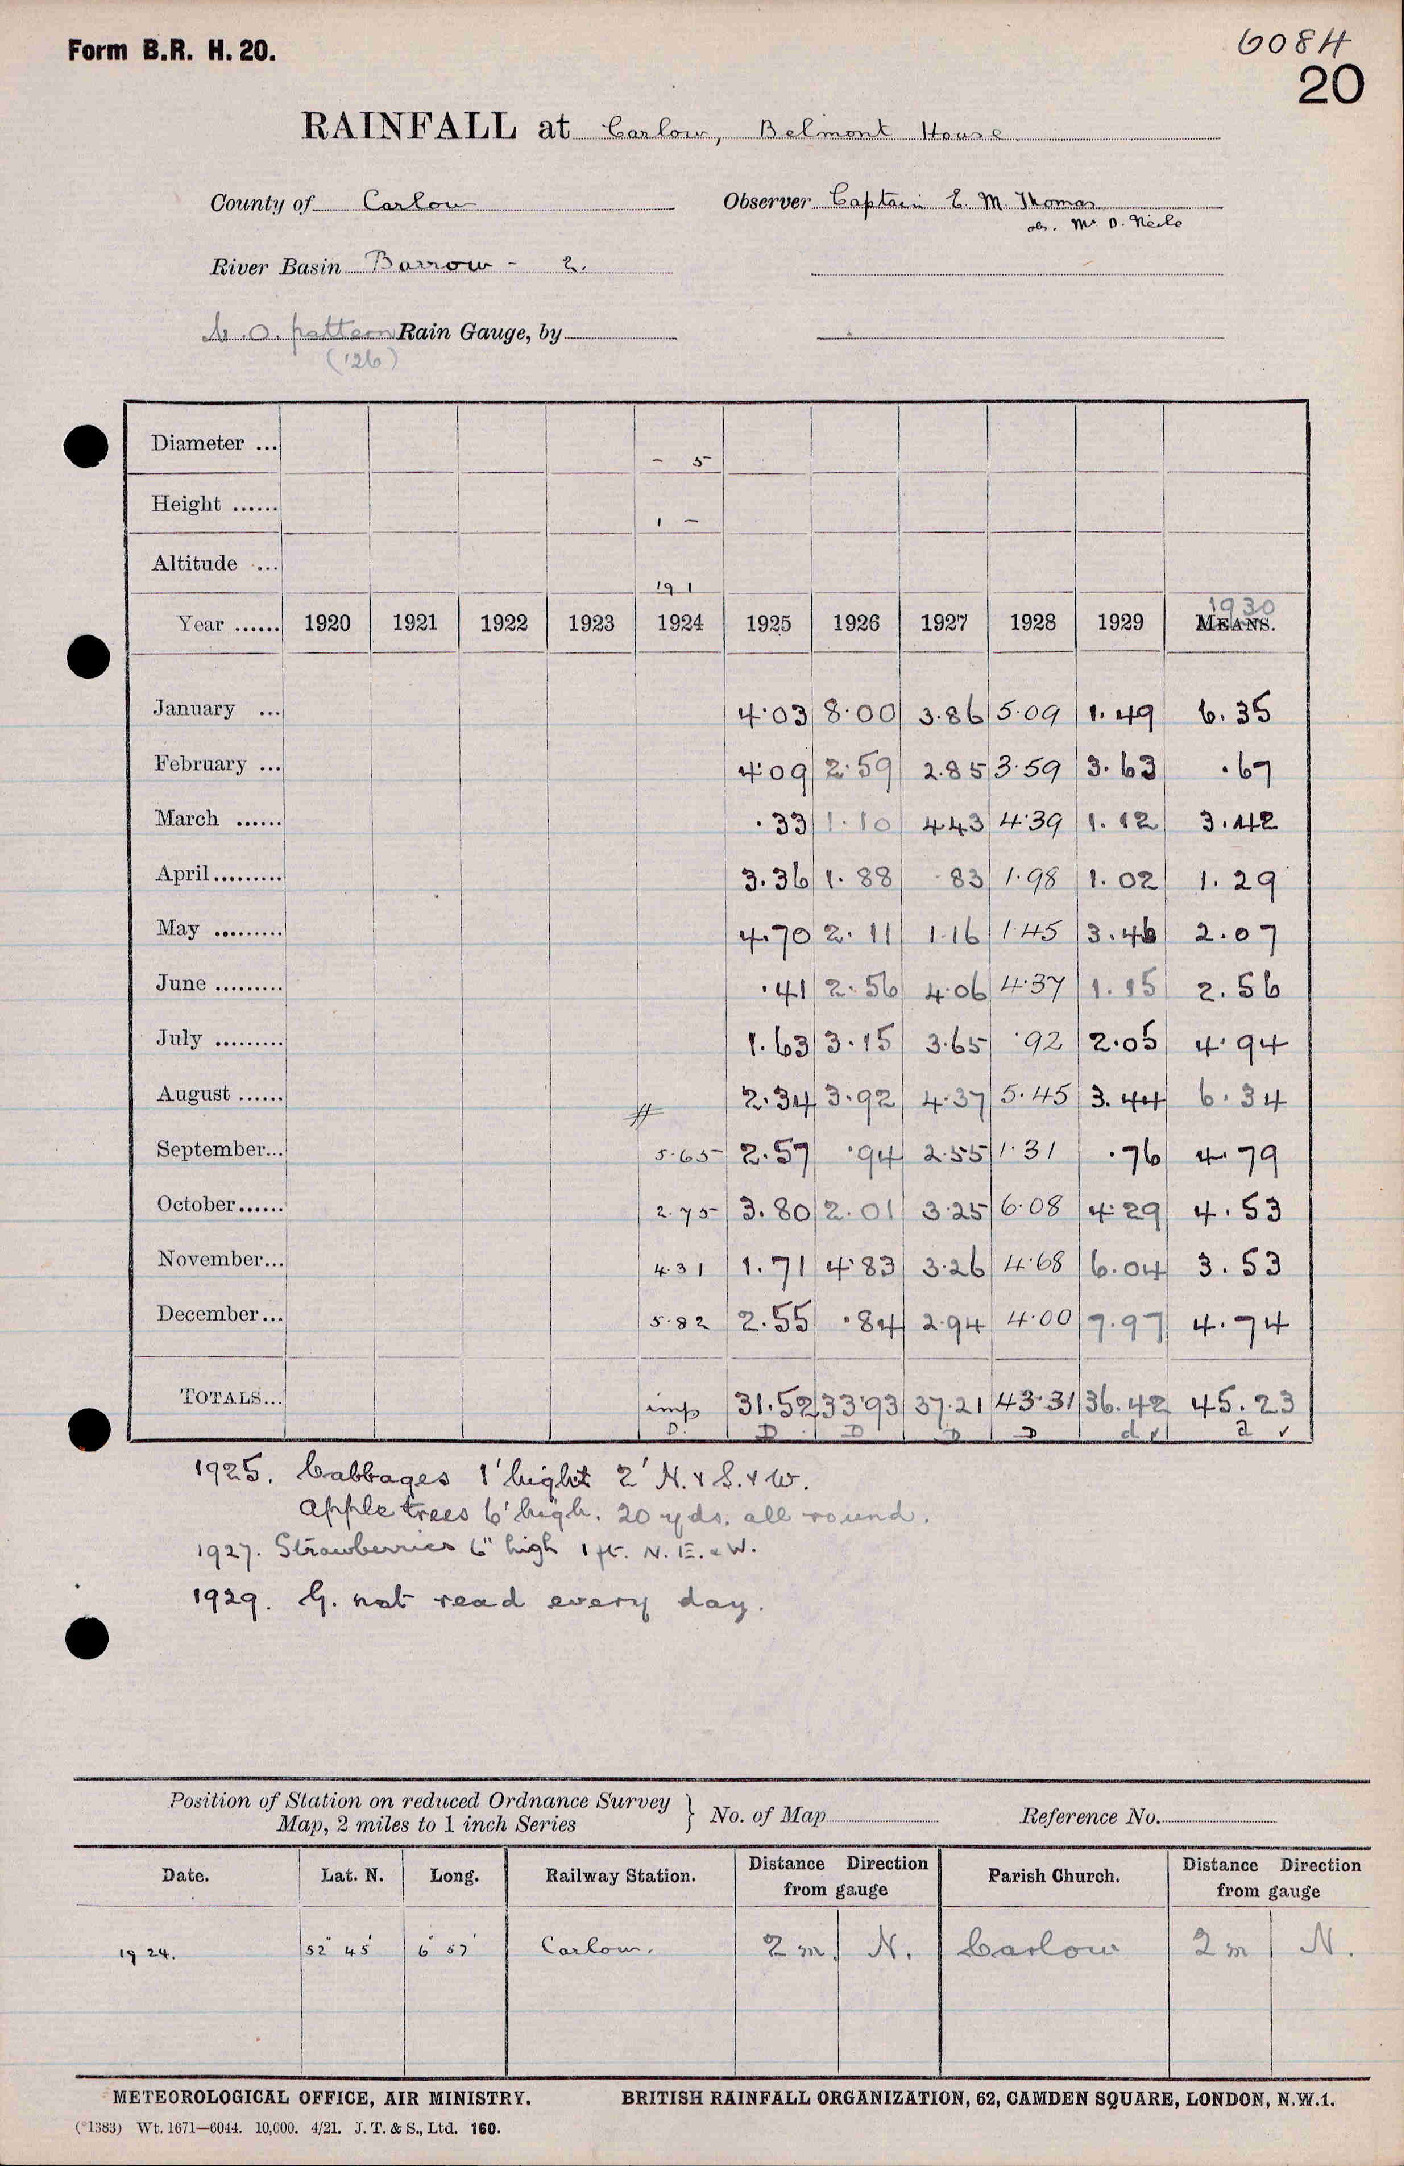 Form B.R. H. 20.
6084
20
RAINFALL at Carlow, Belmont House
County of Carlow Observer Captain E. M. Thomas
obs. Mr D.
River Basin Barrow - 2.
M.O. pattern Rain Gauge, by
('26)
Diameter ... - 5
Height ...... 1 -
Altitude ... 191
Year ...... 1920 1921 1922 1923 1924 1925 1926 1927 1928 1929 MEANS. 1930
January ... 4.03 8.00 3.86 5.09 1.49 6.35
February ... 4.09 2.59 2.85 3.59 3.63 .67
March ...... .33 1.10 4.43 4.39 1.12 3.42
April......... 3.36 1.88 .83 1.98 1.02 1.29
May ......... 4.70 2.11 1.16 1.45 3.46 2.07
June ......... .41 2.56 4.06 4.37 1.15 2.56
July ......... 1.63 3.15 3.65 .92 2.05 4.94
August ...... # 2.34 3.92 4.37 5.45 3.44 6.34
September... 5.65 2.57 .94 2.55 1.31 .76 4.79
October...... 2.75 3.80 2.01 3.25 6.08 4.29 4.53
November... 4.31 1.71 4.83 3.26 4.68 6.04 3.53
December... 5.82 2.55 .84 2.94 4.00 7.97 4.74
TOTALS... imp 31.52 33.93 37.21 43.31 36.42 45.23
D. D D D D d ✓ a ✓
1925. Cabbages 1' hight 2' N. & S. & W.
Apple trees 6' high. 20 yds. all round.
1927. Strawberries 6" high 1 ft. N. E. & W.
1929. G. not read every day.
Position of Station on reduced Ordnance Survey
Map, 2 miles to 1 inch Series } No. of Map Reference No.
Date. Lat. N. Long. Railway Station. Distance Direction from gauge Parish Church. Distance Direction from gauge
1924. 52° 45' 6° 57' Carlow. 2 m. N. Carlow 2 m N.
METEOROLOGICAL OFFICE, AIR MINISTRY. BRITISH RAINFALL ORGANIZATION, 62, CAMDEN SQUARE, LONDON, N.W.1.
(*1383) Wt. 1671—6044. 10,000. 4/21. J. T. & S., Ltd. 160.